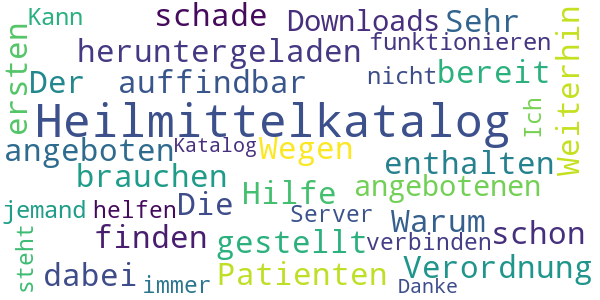 Kann schade Downloads Sehr
heruntergeladen funktionieren
ersten Der auffindbar nicht bereit Weiterhin
Heilmittelkatalog Ich
angeboten Katalog Wegen enthalten
brauchen Hilfe angebotenen
jemand helfen Die Server Warum
finden gestellt verbinden schon
steht dabei immer Patienten Danke Verordnung